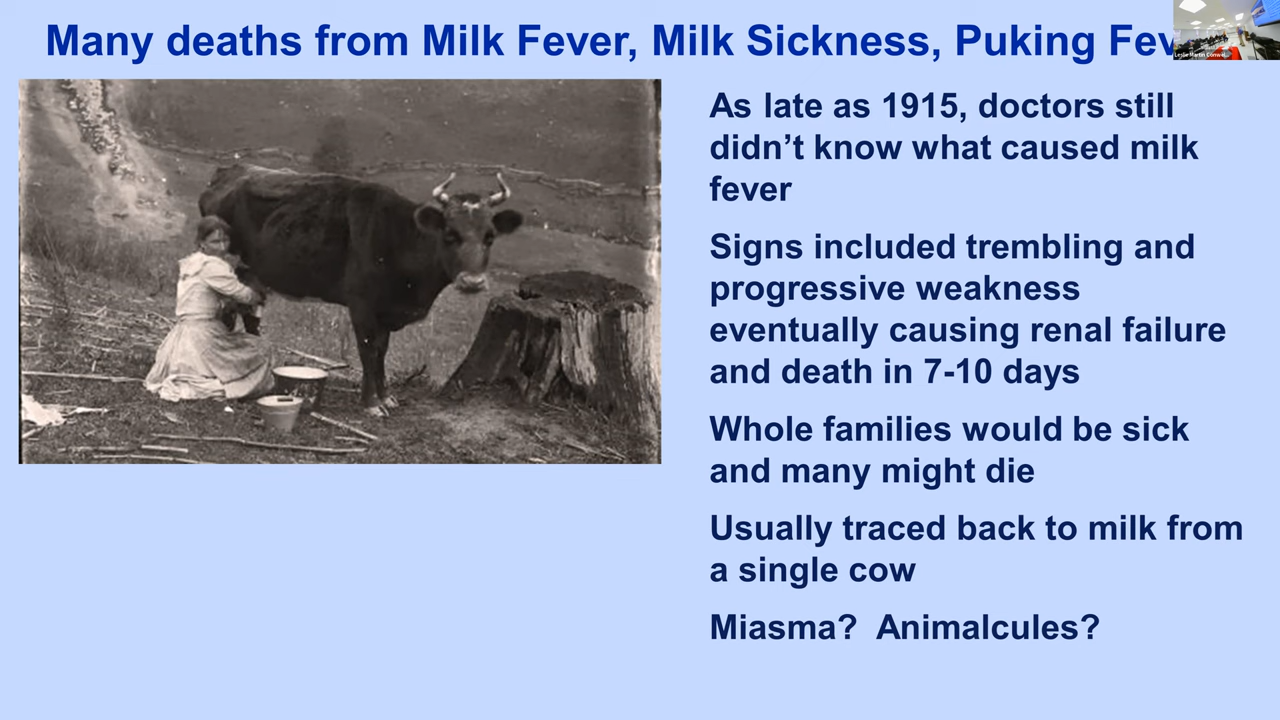 Many deaths from Milk Fever, Milk Sickness, Puking Fev
As late as 1915, doctors still
didn’t know what caused milk
fever
Signs included trembling and
progressive weakness
eventually causing renal failure
and death in 7-10 days
Whole families would be sick
and many might die
Usually traced back to milk from
a single cow
Miasma?  Animalcules?